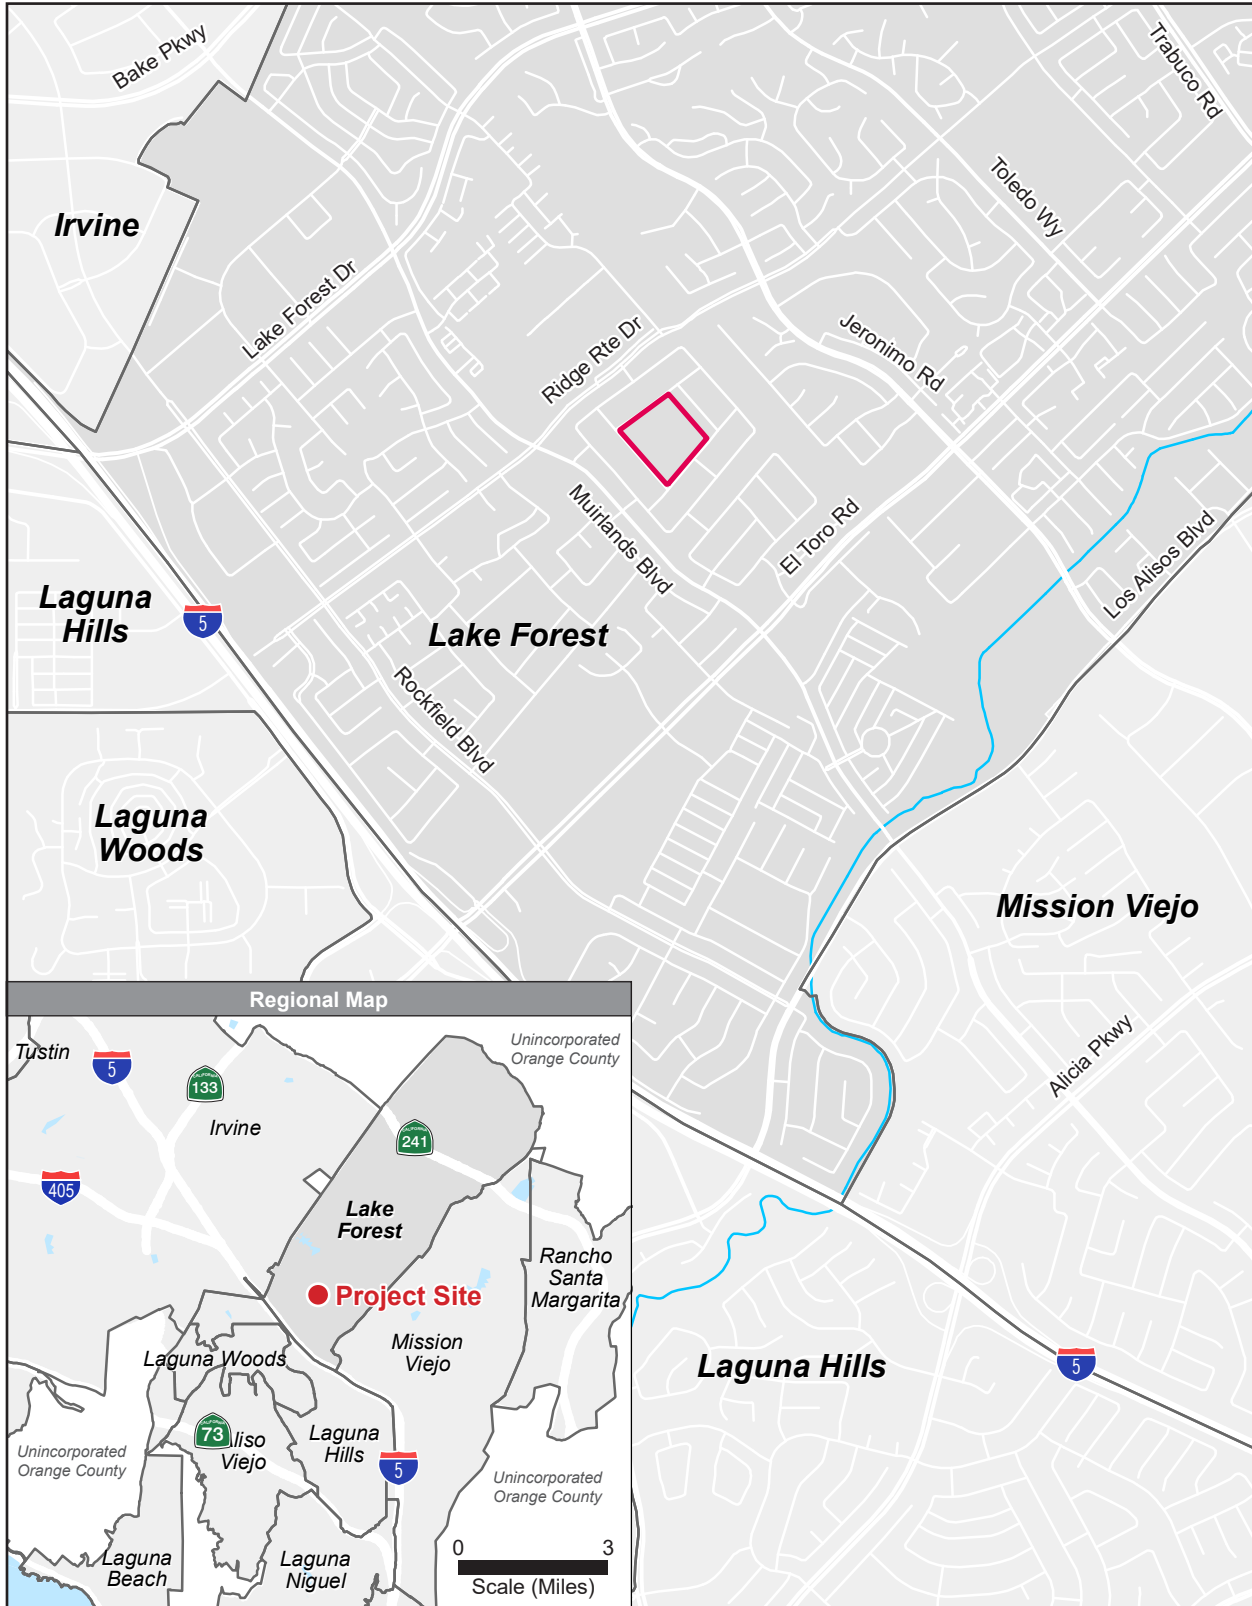 Bake Pkwy
Trabuco Rd
Toledo Wy
Irvine
Lake Forest Dr
Ridge Rte Dr
Jeronimo Rd
Muirlands Blvd
El Toro Rd
Los Alisos Blvd
Laguna
Hills
5
Lake Forest
Rockfield Blvd
Laguna
Woods
Mission Viejo
Alicia Pkwy
Laguna Hills
5
Regional Map
Unincorporated
Orange County
Tustin
5
CALIFORNIA
133
Irvine
CALIFORNIA
241
405
Lake
Forest
Rancho
Santa
Margarita
Project Site
Mission
Viejo
Laguna Woods
CALIFORNIA
73
liso
Viejo
Laguna
Hills
5
Unincorporated
Orange County
Unincorporated
Orange County
Laguna
Beach
Laguna
Niguel
0 3
Scale (Miles)